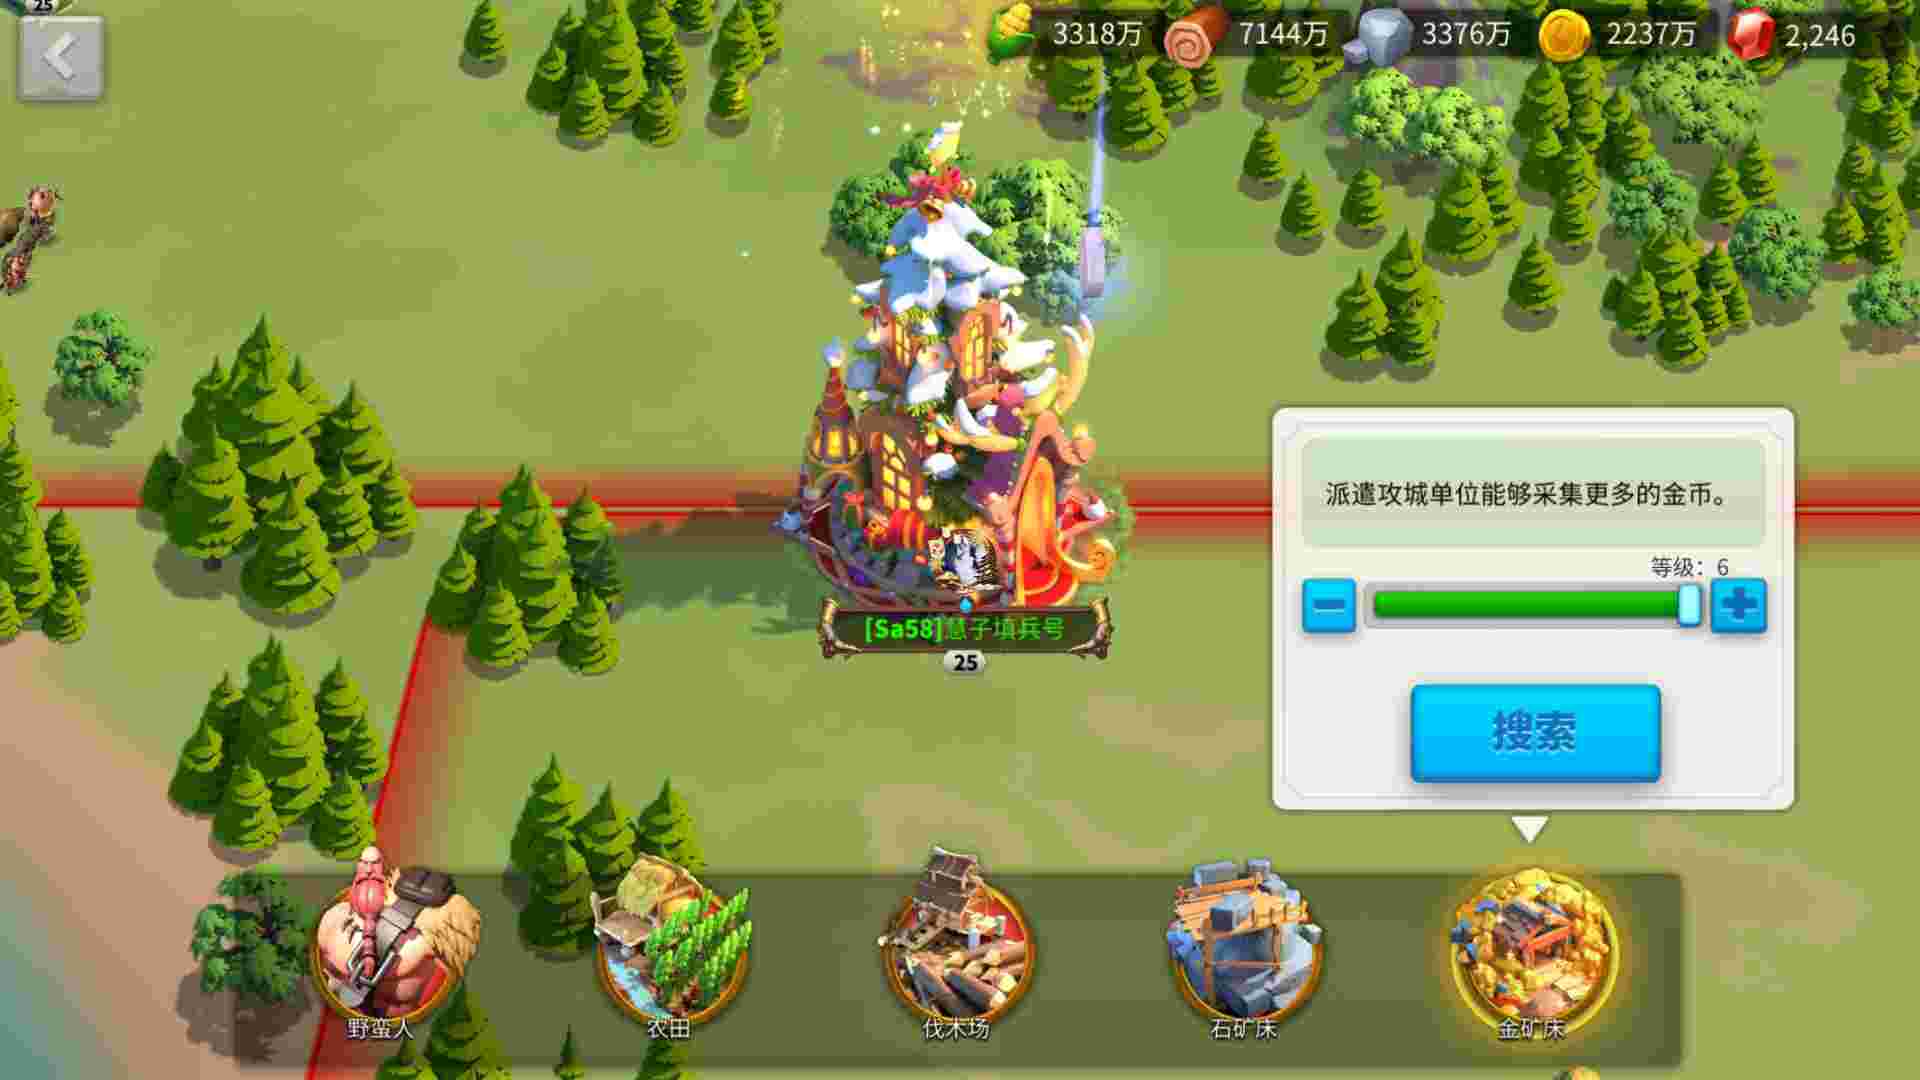 25
3318万
7144万
3376万
2237万
2,246
派遣攻城单位能够采集更多的金币。
等级：6
搜索
[Sa58]慧子填兵号
25
野蛮人
农田
伐木场
石矿床
金矿床